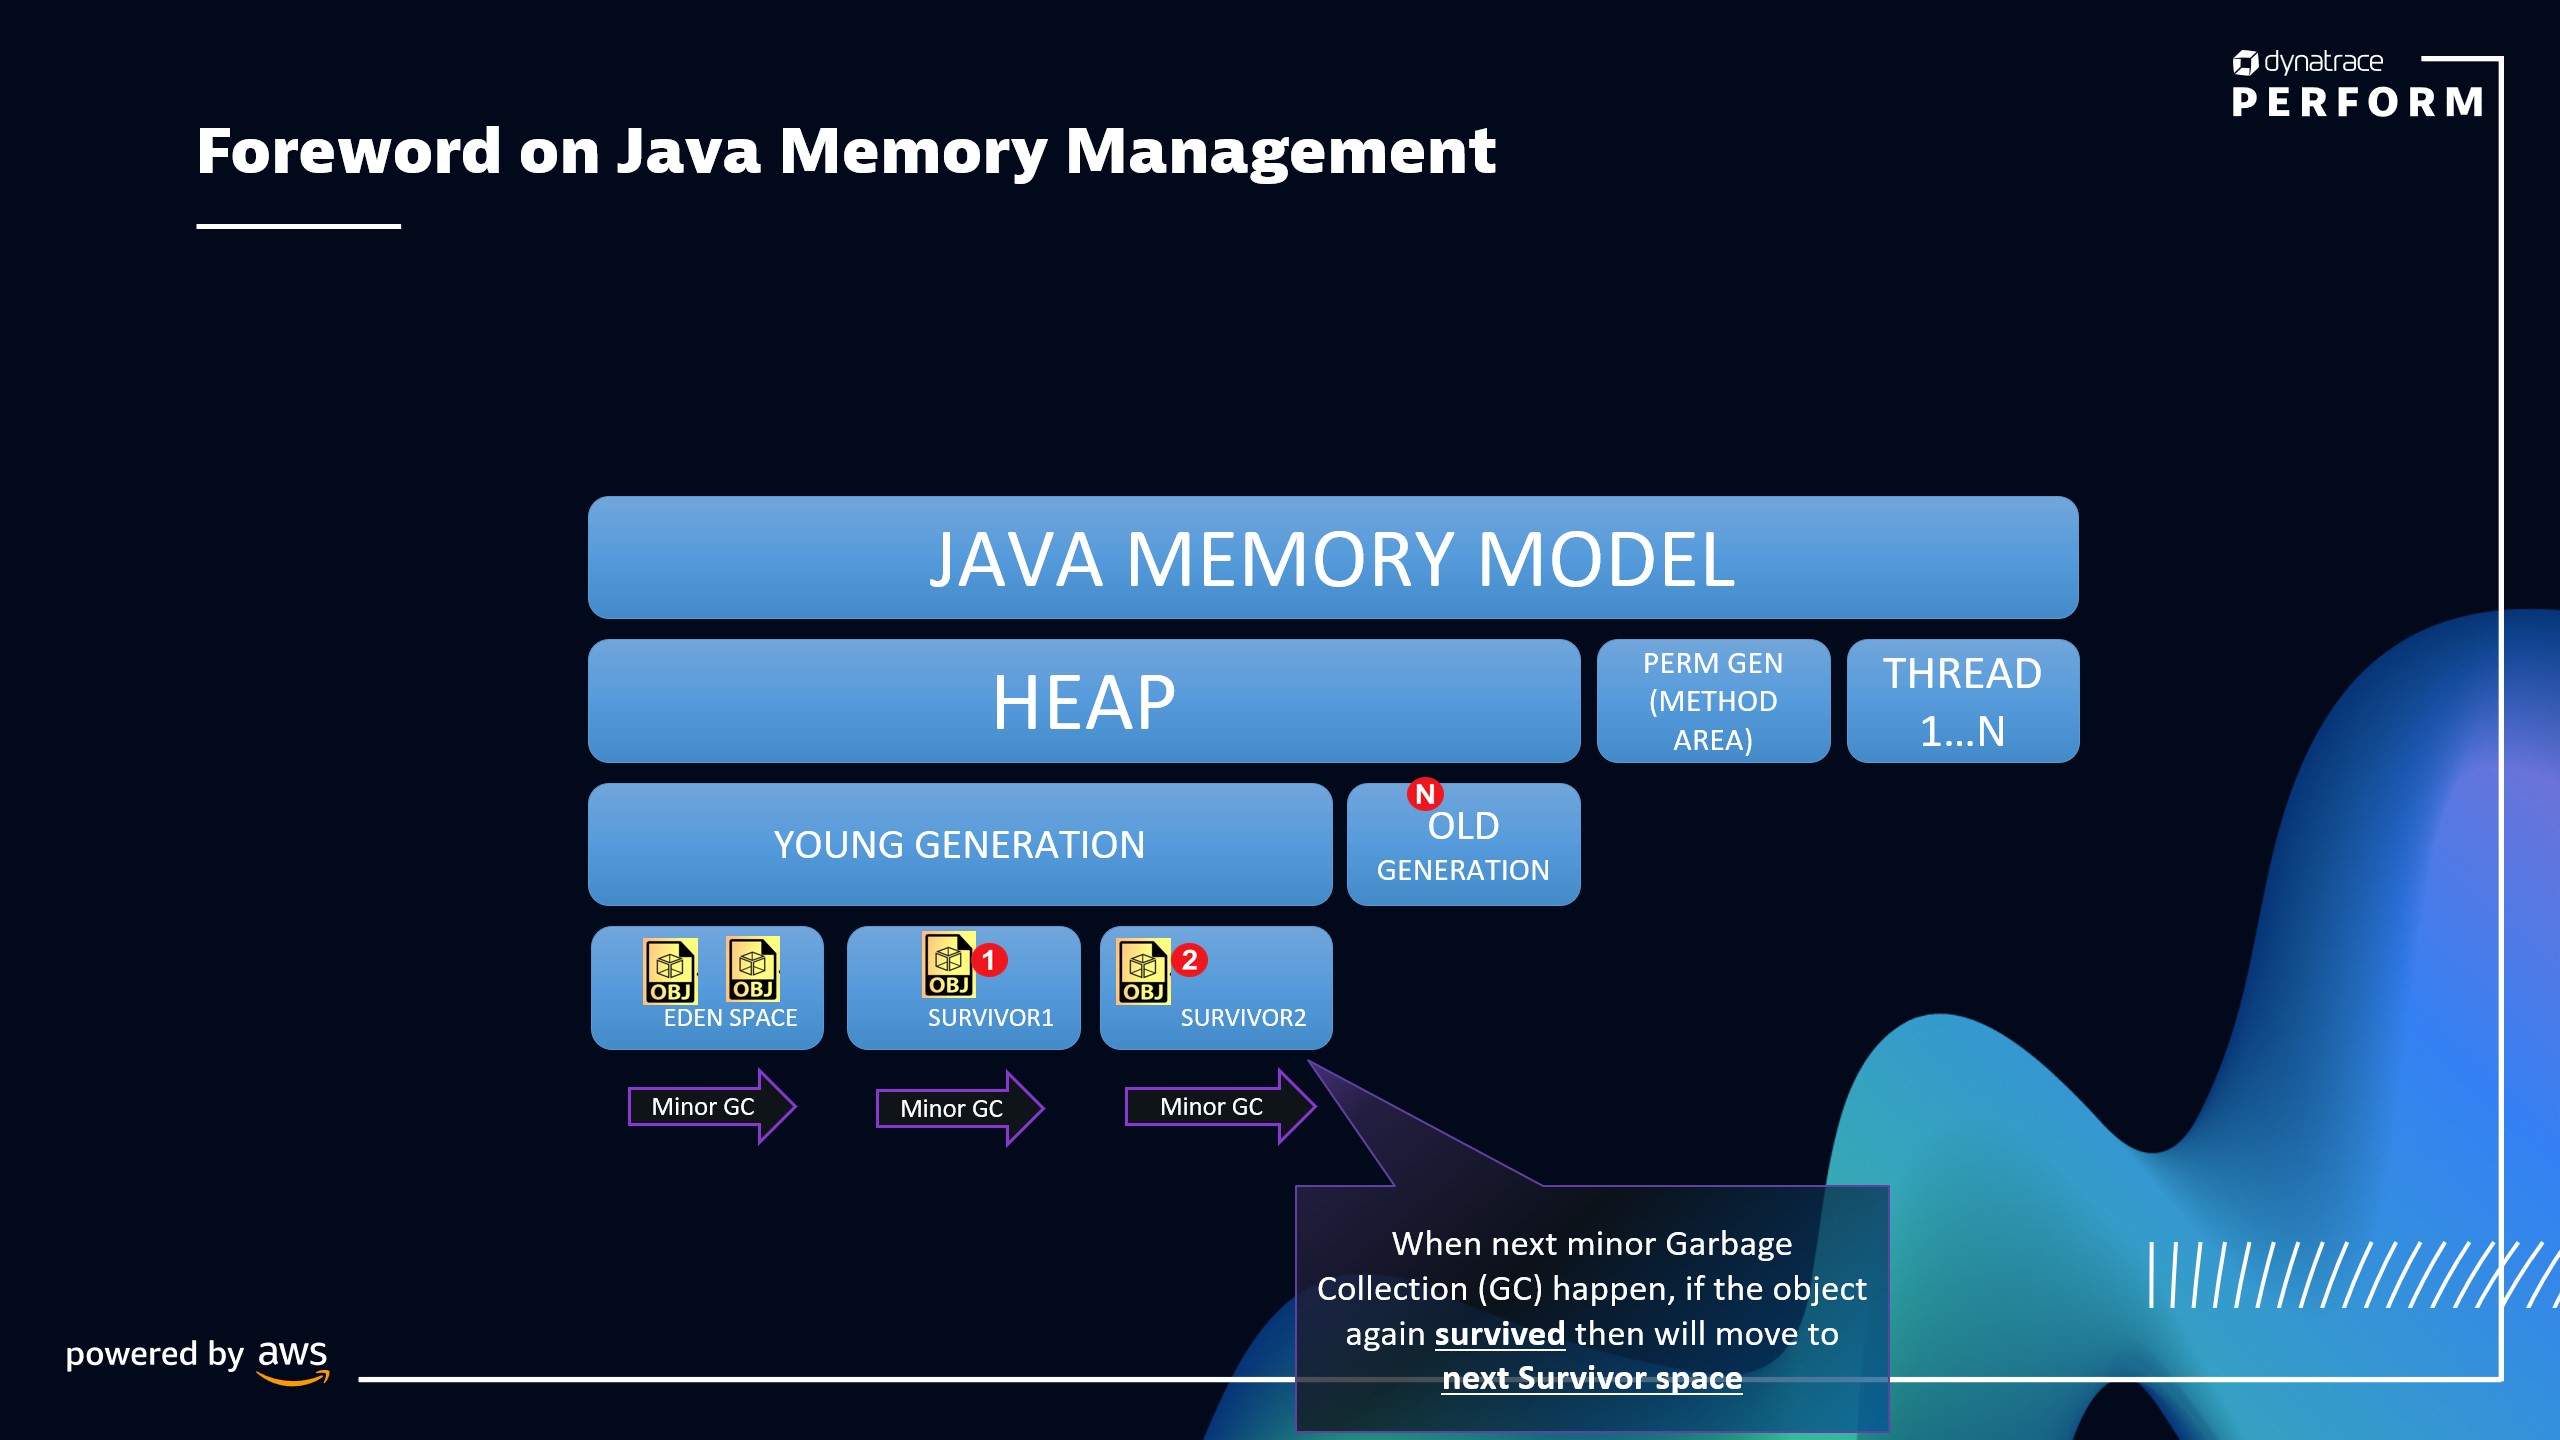 dynatrace
PERFORM
Foreword on Java Memory Management
JAVA MEMORY MODEL
HEAP
PERM GEN
(METHOD
AREA)
THREAD
1...N
YOUNG GENERATION
N
OLD
GENERATION
OBJ
OBJ
EDEN SPACE
OBJ
1
SURVIVOR1
OBJ
2
SURVIVOR2
Minor GC
Minor GC
Minor GC
When next minor Garbage
Collection (GC) happen, if the object
again survived then will move to
next Survivor space
powered by aws